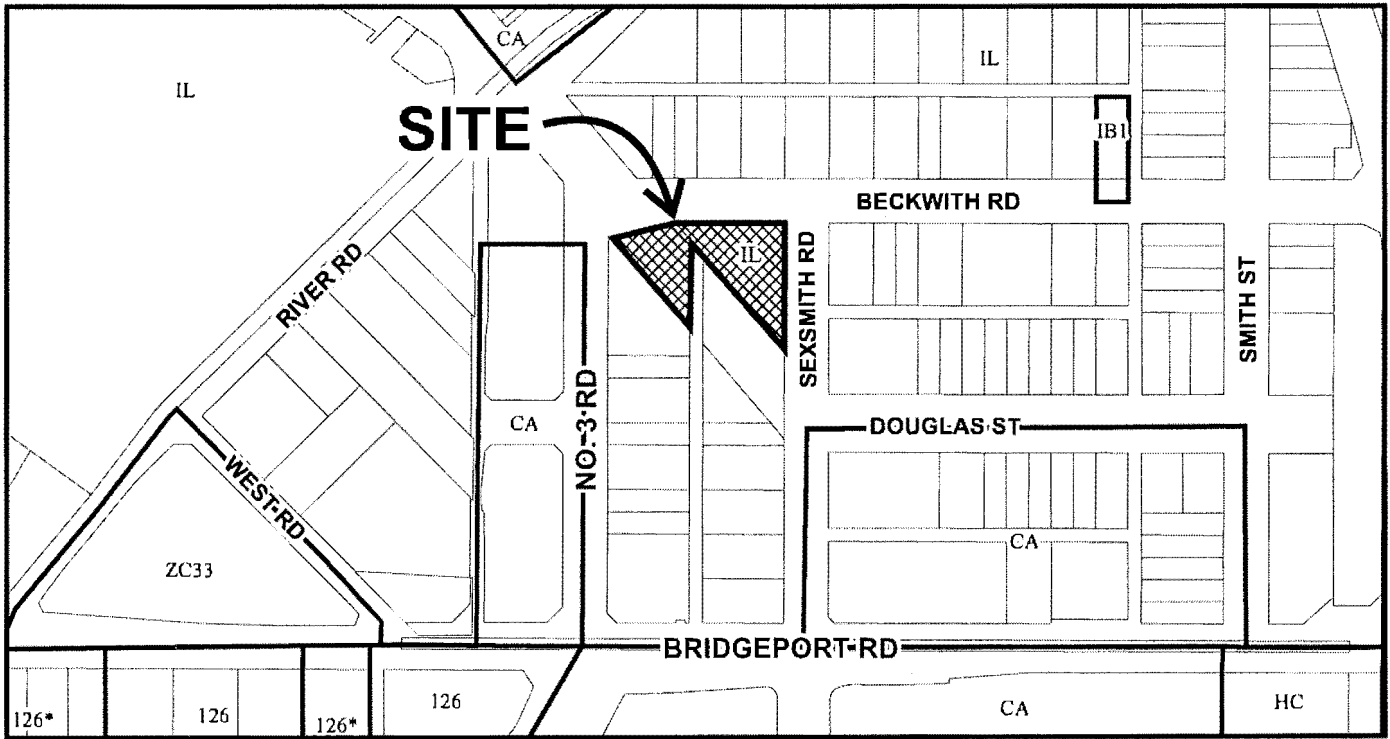 CA
IL
IL
SITE
IB1
BECKWITH RD
RIVER RD
IL
SEXSMITH RD
SMITH ST
NO. 3 RD
CA
DOUGLAS ST
WEST RD
CA
ZC33
BRIDGEPORT RD
126*
126
126*
126
CA
HC